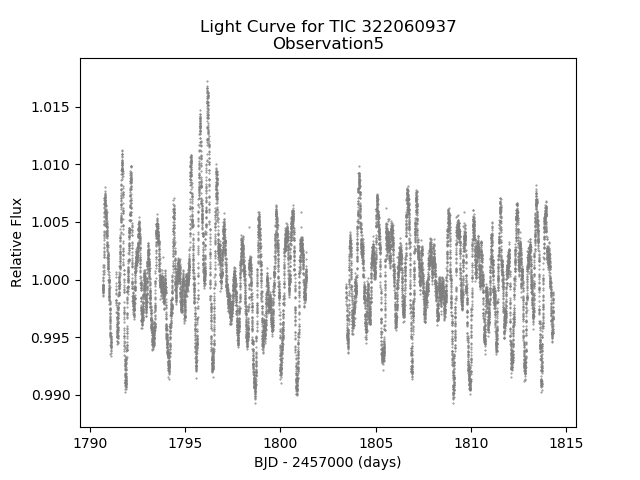 Light Curve for TIC 322060937
Observation5
1.015
1.010
1.005
1.000
0.995
0.990
Relative Flux
1790 1795 1800 1805 1810 1815
BJD - 2457000 (days)